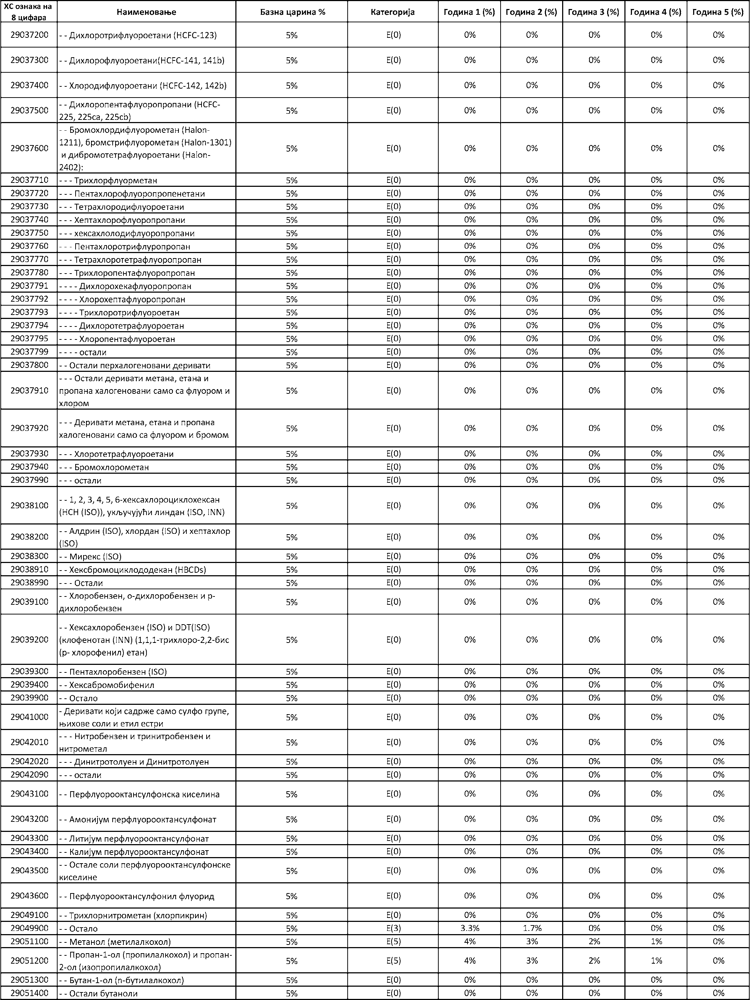 ХС ознака на 8 цифара Наименовање Базна царина % Категорија Година 1 (%) Година 2 (%) Година 3 (%) Година 4 (%) Година 5 (%)
29037200 - - Дихлоротрифлуороетани (HCFC-123) 5% E(0) 0% 0% 0% 0% 0%
29037300 - - Дихлорофлуороетани(HCFC-141, 141b) 5% E(0) 0% 0% 0% 0% 0%
29037400 - - Хлородифлуороетани (HCFC-142, 142b) 5% E(0) 0% 0% 0% 0% 0%
29037500 - - Дихлоропентафлуоропропани (HCFC-
225, 225ca, 225cb) 5% E(0) 0% 0% 0% 0% 0%
29037600 - - Бромохлордифлуорометан (Halon-
1211), бромстрифлуорометан (Halon-1301)
и дибромотетрафлуороетани (Halon-
2402): 5% E(0) 0% 0% 0% 0% 0%
29037710 - - - Трихлорфлуорметан 5% E(0) 0% 0% 0% 0% 0%
29037720 - - - Пентахлорофлуоропропенетани 5% E(0) 0% 0% 0% 0% 0%
29037730 - - - Тетрахлородифлуороетани 5% E(0) 0% 0% 0% 0% 0%
29037740 - - - Хептахлорофлуоропропани 5% E(0) 0% 0% 0% 0% 0%
29037750 - - - хексахлолодифлуоропропани 5% E(0) 0% 0% 0% 0% 0%
29037760 - - - Пентахлоротрифлуропропан 5% E(0) 0% 0% 0% 0% 0%
29037770 - - - Тетрахлоротетрафлуоропропан 5% E(0) 0% 0% 0% 0% 0%
29037780 - - - Трихлоропентафлуоропропан 5% E(0) 0% 0% 0% 0% 0%
29037791 - - - - Дихлорохекафлуоропропан 5% E(0) 0% 0% 0% 0% 0%
29037792 - - - - Хлорохептафлуоропропан 5% E(0) 0% 0% 0% 0% 0%
29037793 - - - - Трихлоротрифлуороетан 5% E(0) 0% 0% 0% 0% 0%
29037794 - - - - Дихлоротетрафлуороетан 5% E(0) 0% 0% 0% 0% 0%
29037795 - - - - Хлоропентафлуороетан 5% E(0) 0% 0% 0% 0% 0%
29037799 - - - - остали 5% E(0) 0% 0% 0% 0% 0%
29037800 - - Остали перхалогеновани деривати 5% E(0) 0% 0% 0% 0% 0%
29037910 - - - Остали деривати метана, етана и
пропана халогеновани само са флуором и
хлором 5% E(0) 0% 0% 0% 0% 0%
29037920 - - - Деривати метана, етана и пропана
халогеновани само са флуором и бромом 5% E(0) 0% 0% 0% 0% 0%
29037930 - - - Хлоротетрафлуороетани 5% E(0) 0% 0% 0% 0% 0%
29037940 - - - Бромохлорометан 5% E(0) 0% 0% 0% 0% 0%
29037990 - - - остали 5% E(0) 0% 0% 0% 0% 0%
29038100 - - 1, 2, 3, 4, 5, 6-хексахлороциклохексан
(HCH (ISO)), укључујући линдан (ISO, INN) 5% E(0) 0% 0% 0% 0% 0%
29038200 - - Алдрин (ISO), хлордан (ISO) и хептахлор
(ISO) 5% E(0) 0% 0% 0% 0% 0%
29038300 - - Мирекс (ISO) 5% E(0) 0% 0% 0% 0% 0%
29038910 - - Хексбромоциклододекан (HBCDs) 5% E(0) 0% 0% 0% 0% 0%
29038990 - - - Остали 5% E(0) 0% 0% 0% 0% 0%
29039100 - - Хлоробензен, о-дихлоробензен и р-
дихлоробензен 5% E(0) 0% 0% 0% 0% 0%
29039200 - - Хексахлоробензен (ISO) и DDT(ISO)
(клофенотан (INN) (1,1,1-трихлоро-2,2-бис
(р- хлорофенил) етан) 5% E(0) 0% 0% 0% 0% 0%
29039300 - - Пентахлоробензен (ISO) 5% E(0) 0% 0% 0% 0% 0%
29039400 - - Хексабромобифенил 5% E(0) 0% 0% 0% 0% 0%
29039900 - - Остало 5% E(0) 0% 0% 0% 0% 0%
29041000 - Деривати који садрже само сулфо групе,
њихове соли и етил естри 5% E(0) 0% 0% 0% 0% 0%
29042010 - - - Нитробензен и тринитробензен и
нитрометал 5% E(0) 0% 0% 0% 0% 0%
29042020 - - - Динитротолуен и Динитротолуен 5% E(0) 0% 0% 0% 0% 0%
29042090 - - - остали 5% E(0) 0% 0% 0% 0% 0%
29043100 - - Перфлуорооктансулфонска киселина 5% E(0) 0% 0% 0% 0% 0%
29043200 - - Амонијум перфлуорооктансулфонат 5% E(0) 0% 0% 0% 0% 0%
29043300 - - Литијум перфлуорооктансулфонат 5% E(0) 0% 0% 0% 0% 0%
29043400 - - Калијум перфлуорооктансулфонат 5% E(0) 0% 0% 0% 0% 0%
29043500 - - Остале соли перфлуорооктансулфонске
киселине 5% E(0) 0% 0% 0% 0% 0%
29043600 - - Перфлуорооктансулфонил флуорид 5% E(0) 0% 0% 0% 0% 0%
29049100 - - Трихлорнитрометан (хлорпикрин) 5% E(0) 0% 0% 0% 0% 0%
29049900 - - Остало 5% E(3) 3.3% 1.7% 0% 0% 0%
29051100 - - Метанол (метилалкохол) 5% E(5) 4% 3% 2% 1% 0%
29051200 - - Пропан-1-ол (пропилалкохол) и пропан-
2-ол (изопропилалкохол) 5% E(5) 4% 3% 2% 1% 0%
29051300 - - Бутан-1-ол (n-бутилалкохол) 5% E(0) 0% 0% 0% 0% 0%
29051400 - - Остали бутаноли 5% E(0) 0% 0% 0% 0% 0%